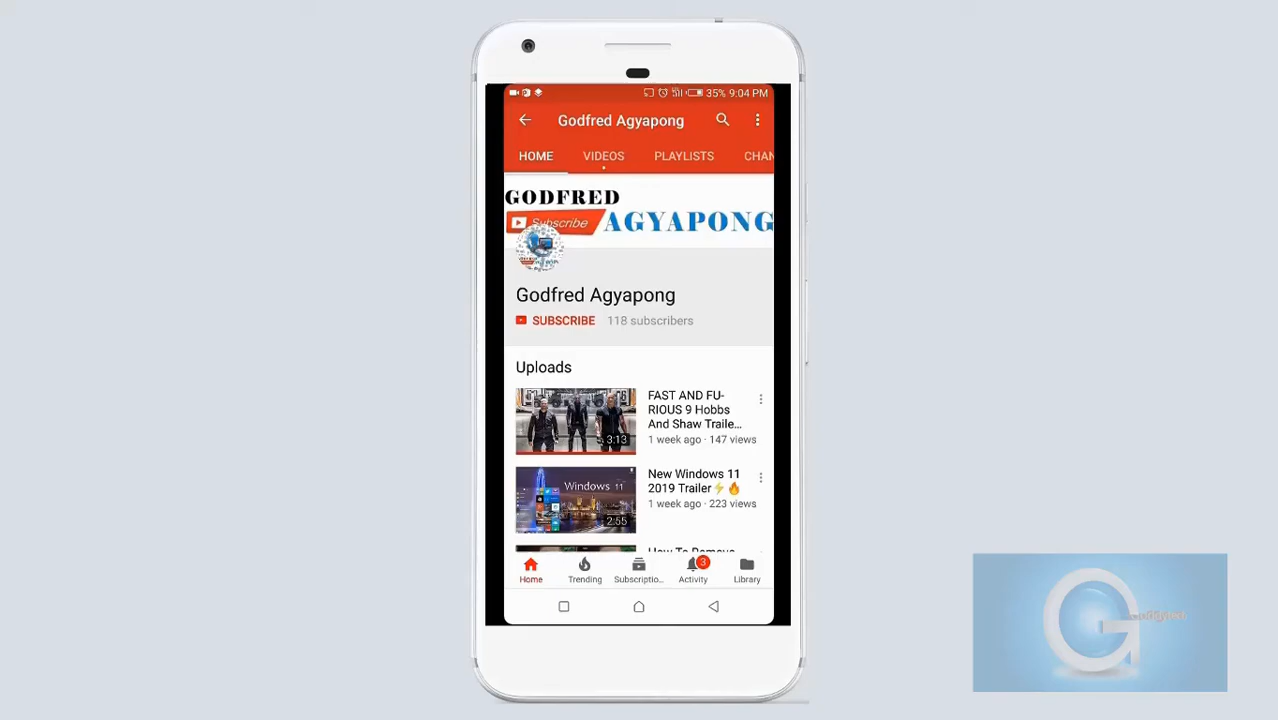 35% 9:04 PM
Godfred Agyapong
HOME VIDEOS PLAYLISTS CHAN
GODFRED
Subscribe AGYAPONG
Godfred Agyapong
SUBSCRIBE 118 subscribers
Uploads
FAST AND FU-
RIOUS 9 Hobbs
And Shaw Traile...
3:13
1 week ago · 147 views
New Windows 11
2019 Trailer⚡🔥
Windows 11
1 week ago · 223 views
2:55
How To Remove
Home Trending Subscriptio... Activity 3 Library
G